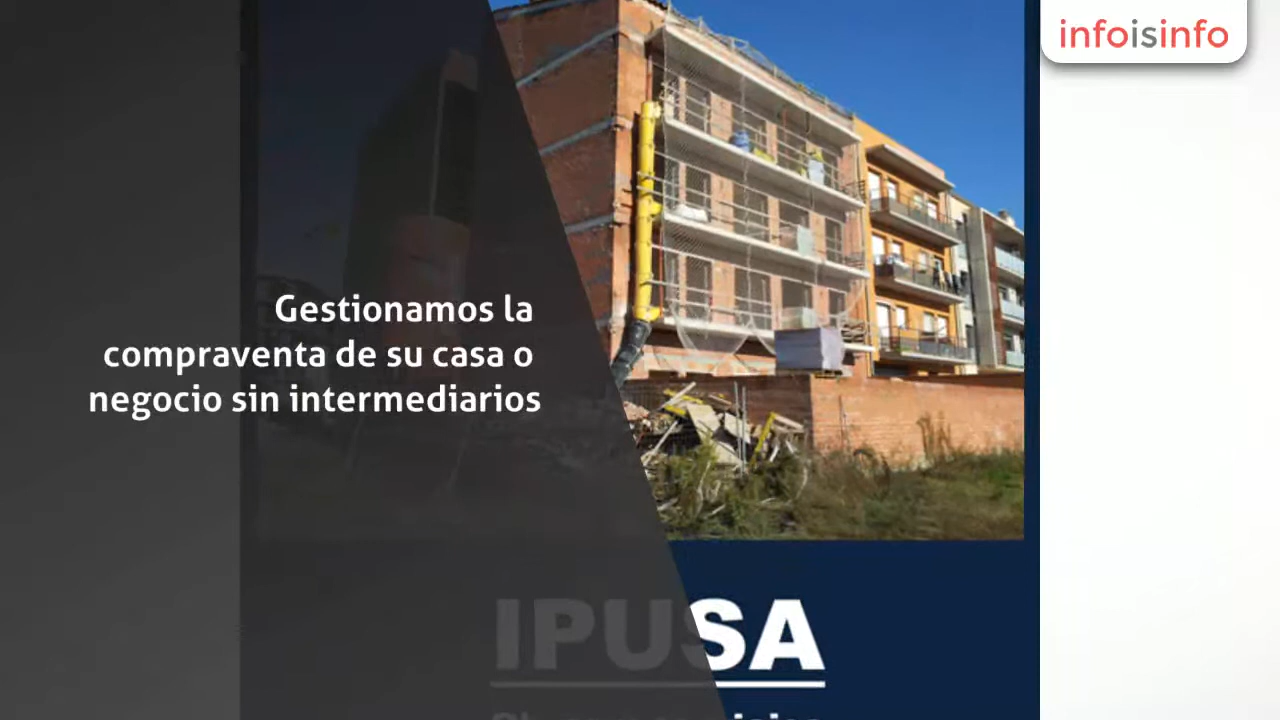 infoisinfo
Gestionamos la
compraventa de su casa o
negocio sin intermediarios
IPUSA